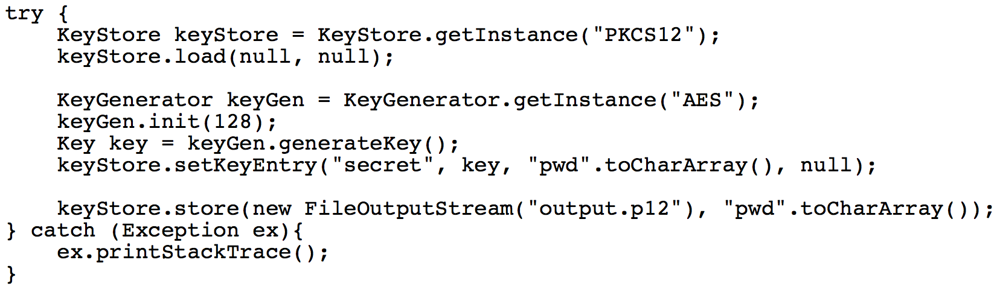 try {
    KeyStore keyStore = KeyStore.getInstance("PKCS12");
    keyStore.load(null, null);

    KeyGenerator keyGen = KeyGenerator.getInstance("AES");
    keyGen.init(128);
    Key key = keyGen.generateKey();
    keyStore.setKeyEntry("secret", key, "pwd".toCharArray(), null);

    keyStore.store(new FileOutputStream("output.p12"), "pwd".toCharArray());
} catch (Exception ex){
    ex.printStackTrace();
}